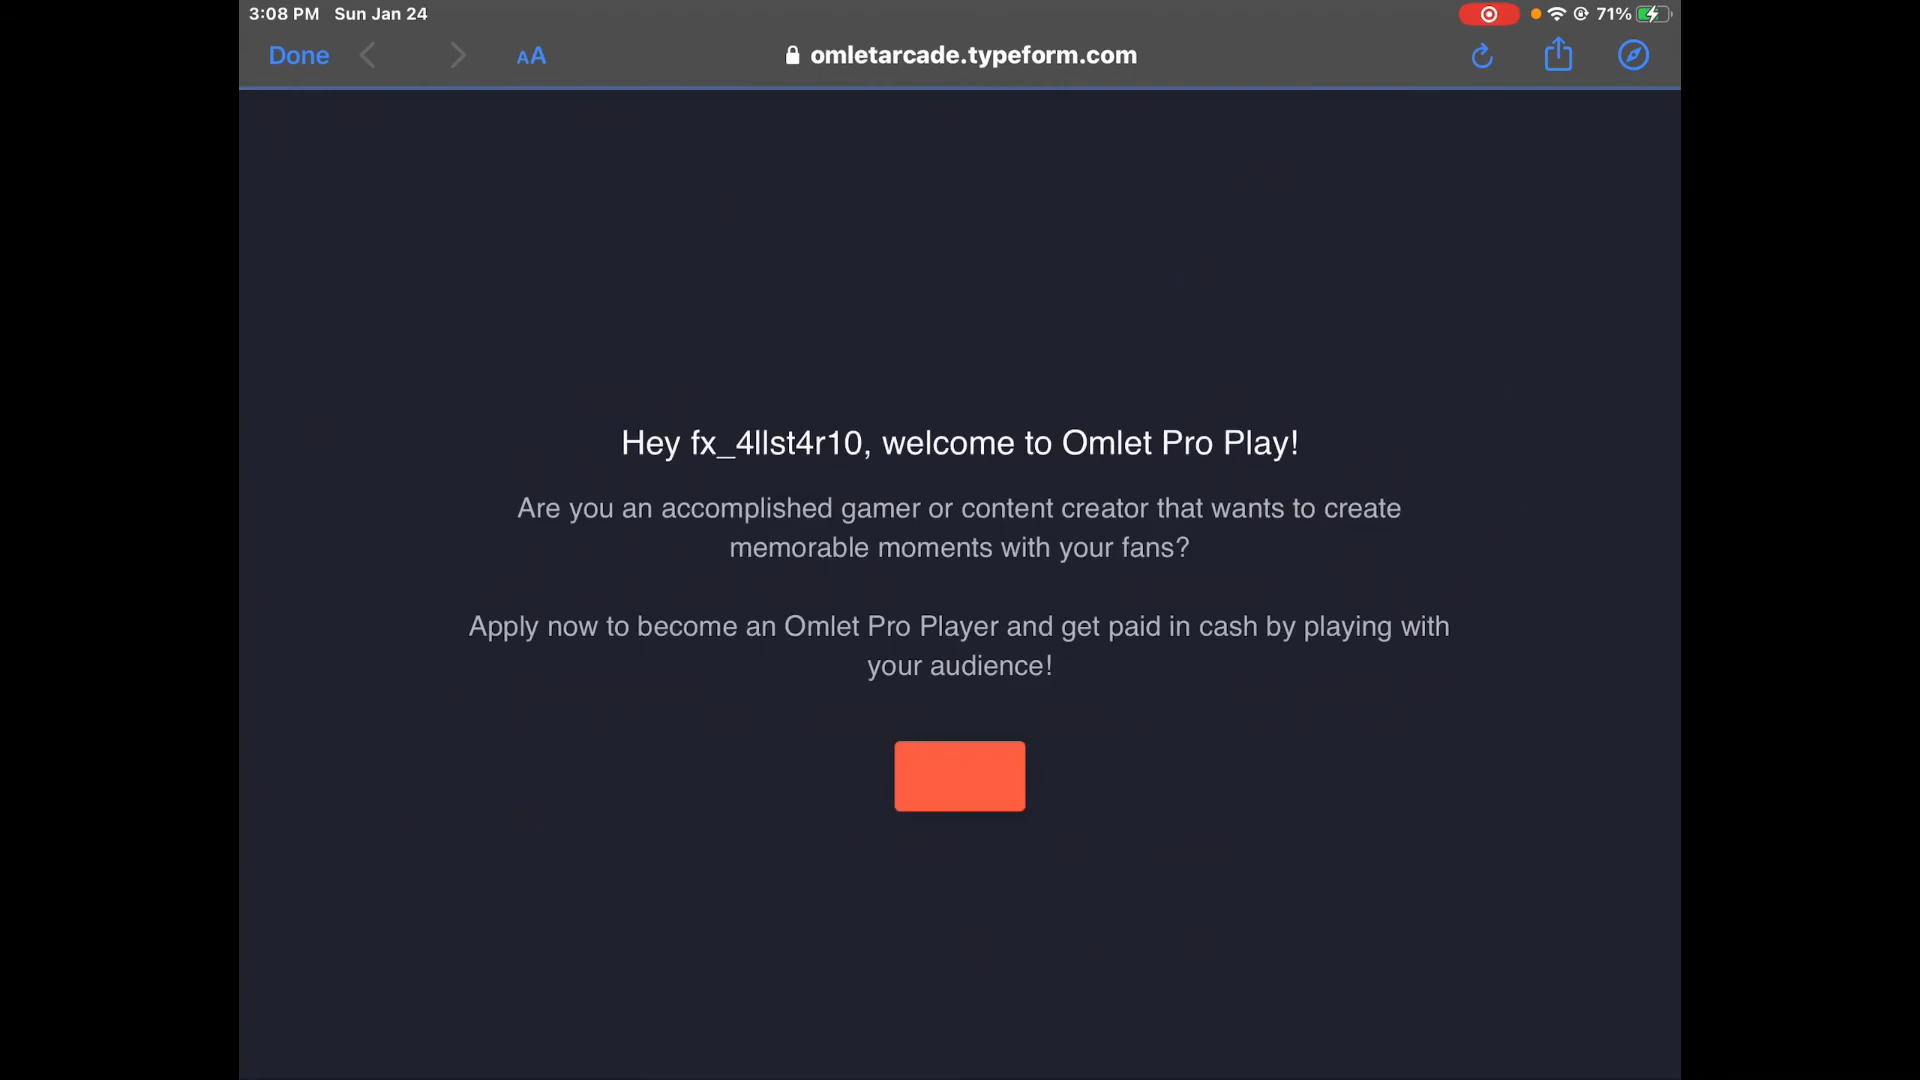 3:08 PM Sun Jan 24 71%
Done AA omletarcade.typeform.com
Hey fx_4llst4r10, welcome to Omlet Pro Play!
Are you an accomplished gamer or content creator that wants to create
memorable moments with your fans?
Apply now to become an Omlet Pro Player and get paid in cash by playing with
your audience!